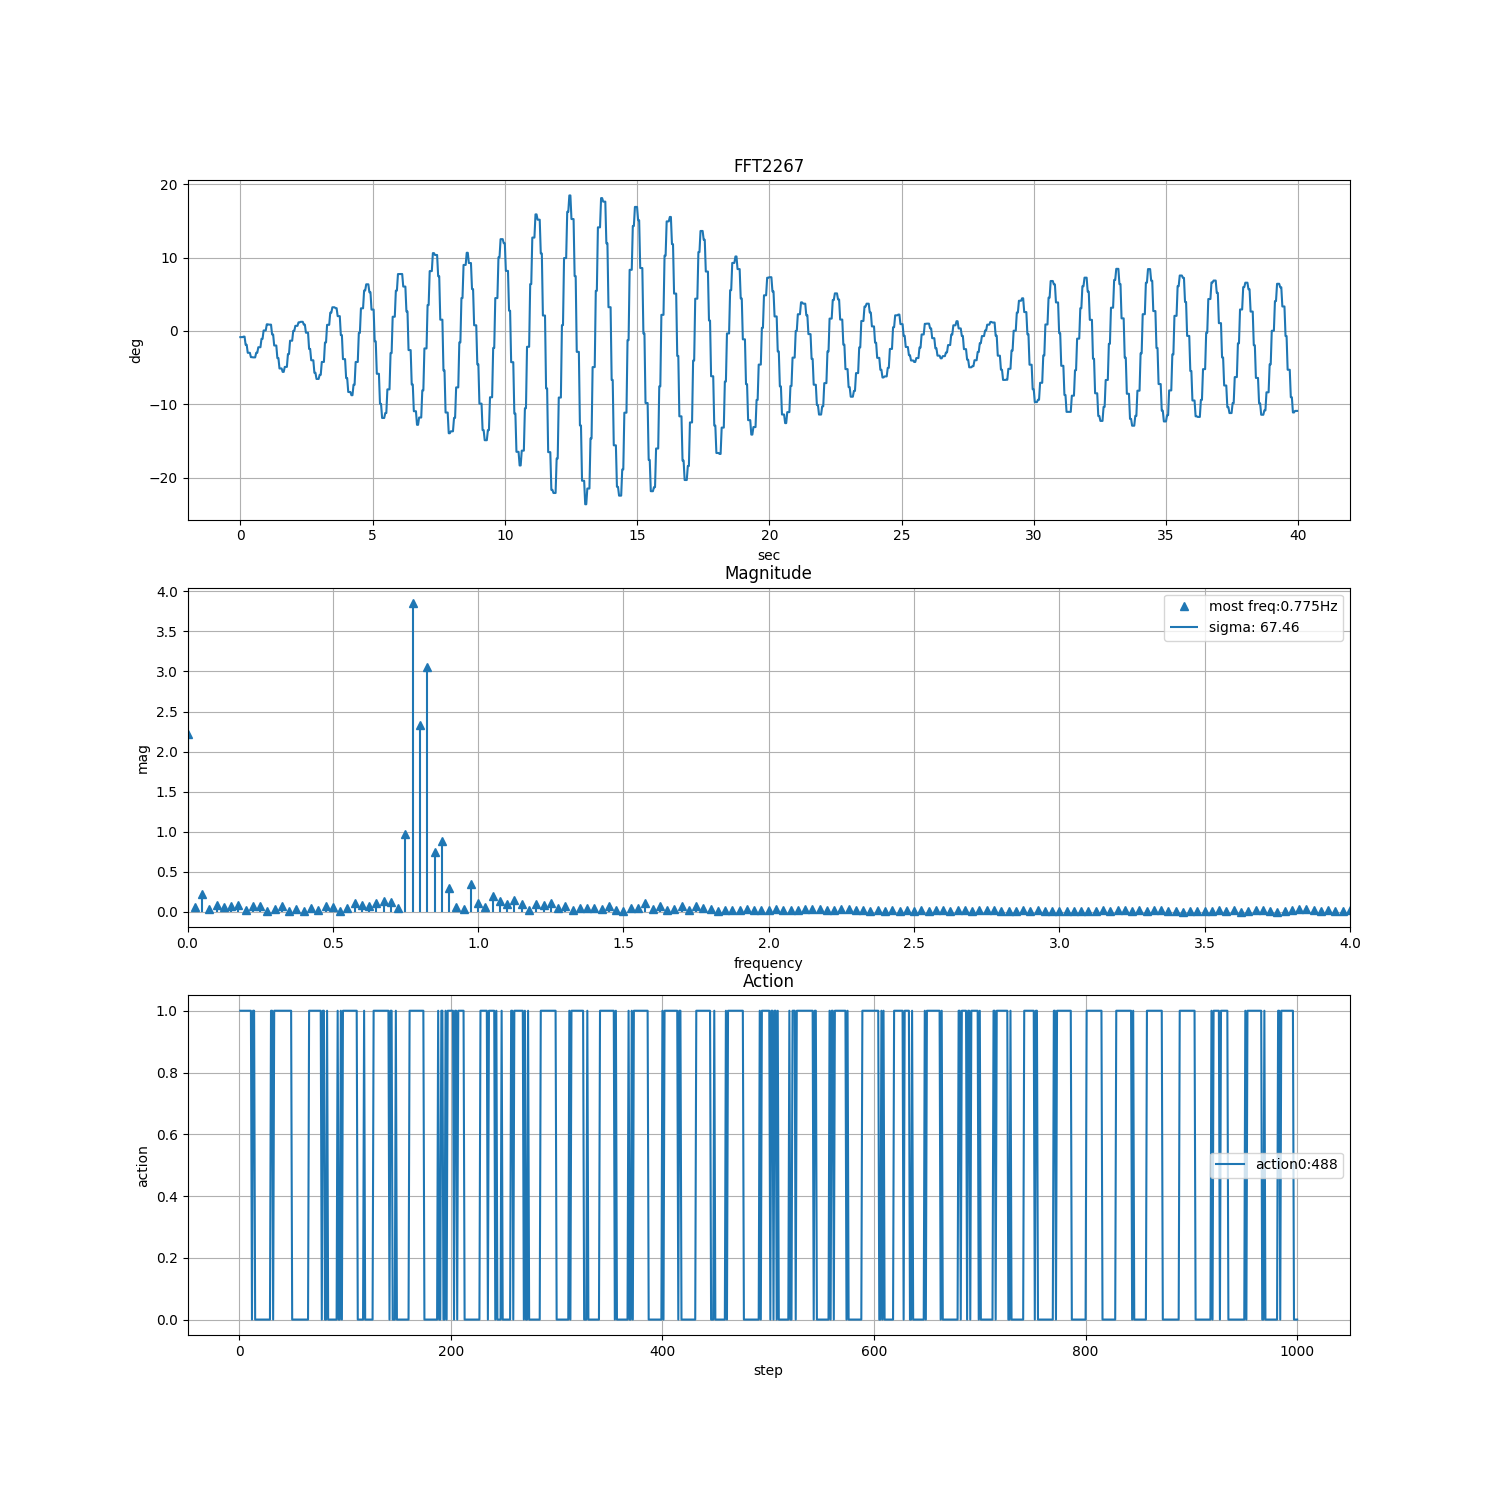 FFT2267
20
10
0
−10
−20
deg
0 5 10 15 20 25 30 35 40
sec
Magnitude
4.0
3.5
3.0
2.5
2.0
1.5
1.0
0.5
0.0
mag
most freq:0.775Hz
sigma: 67.46
0.0 0.5 1.0 1.5 2.0 2.5 3.0 3.5 4.0
frequency
Action
1.0
0.8
0.6
0.4
0.2
0.0
action
action0:488
0 200 400 600 800 1000
step